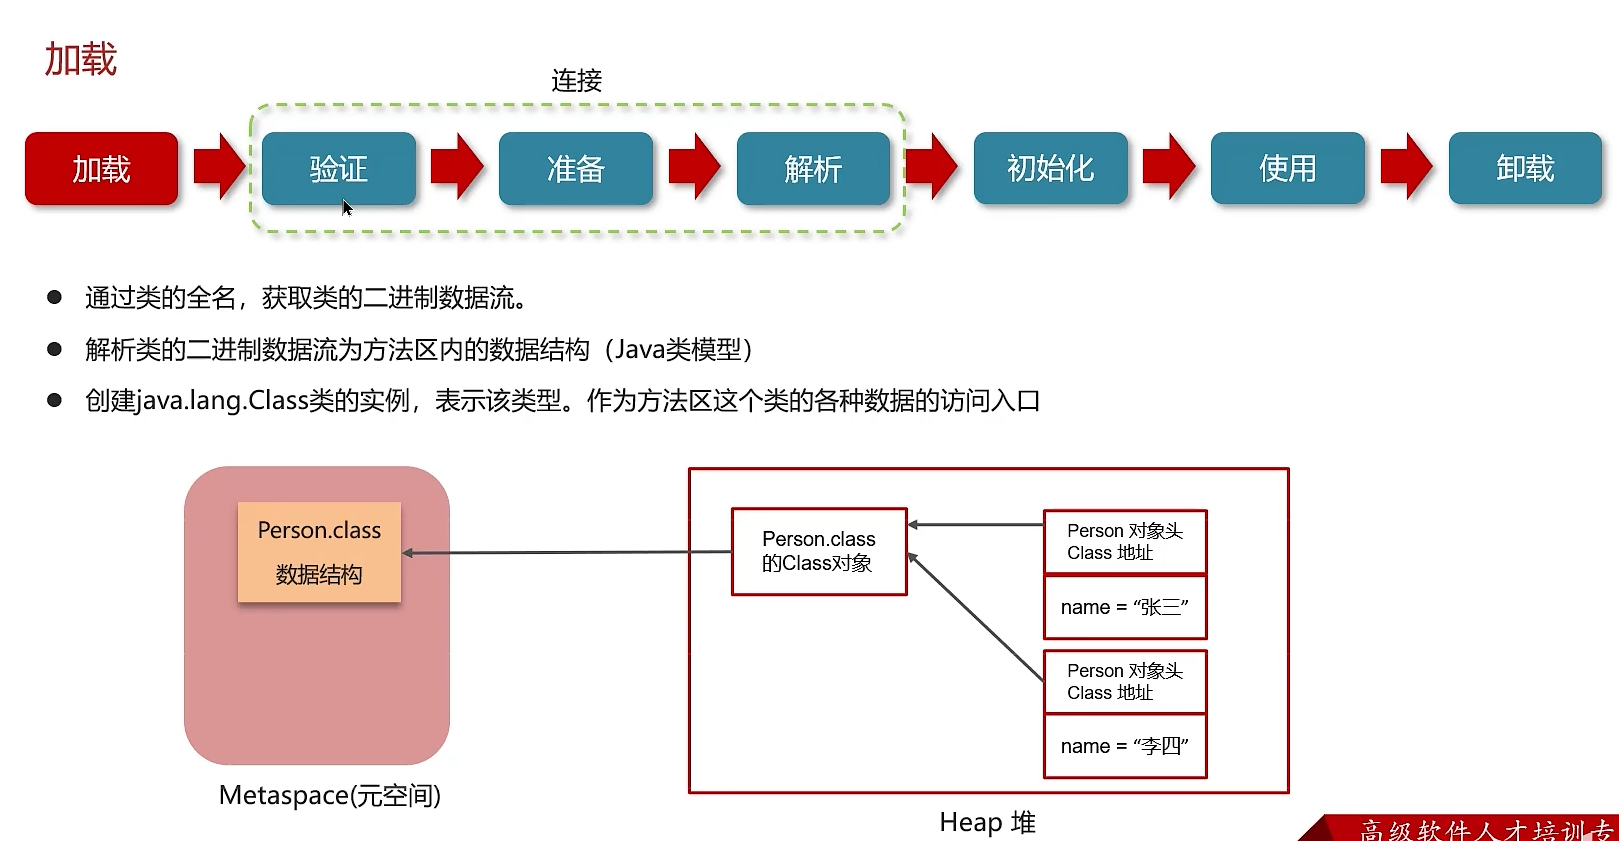 加载
连接
加载 验证 准备 解析 初始化 使用 卸载
通过类的全名，获取类的二进制数据流。
解析类的二进制数据流为方法区内的数据结构（Java类模型）
创建java.lang.Class类的实例，表示该类型。作为方法区这个类的各种数据的访问入口
Person.class
数据结构
Metaspace(元空间)
Person.class
的Class对象
Person 对象头
Class 地址
name = “张三”
Person 对象头
Class 地址
name = “李四”
Heap 堆
高级软件人才培训专